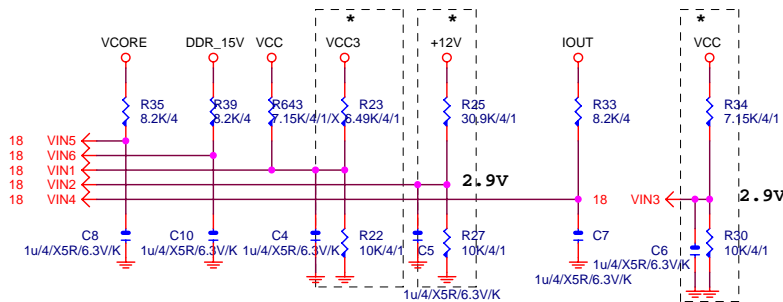 * * *
VCORE DDR_15V VCC VCC3 +12V IOUT VCC
R35 R39 R643 R23 R25 R33 R34
8.2K/4 8.2K/4 7.15K/4/1/X 6.49K/4/1 30.9K/4/1 8.2K/4 7.15K/4/1
18 VIN5
18 VIN6
18 VIN1
18 VIN2 2.9V
18 VIN4 18 VIN3 2.9V
C8 C10 C4 R22 C5 R27 C7 C6 R30
1u/4/X5R/6.3V/K 1u/4/X5R/6.3V/K 1u/4/X5R/6.3V/K 10K/4/1 10K/4/1 1u/4/X5R/6.3V/K 10K/4/1
1u/4/X5R/6.3V/K 1u/4/X5R/6.3V/K